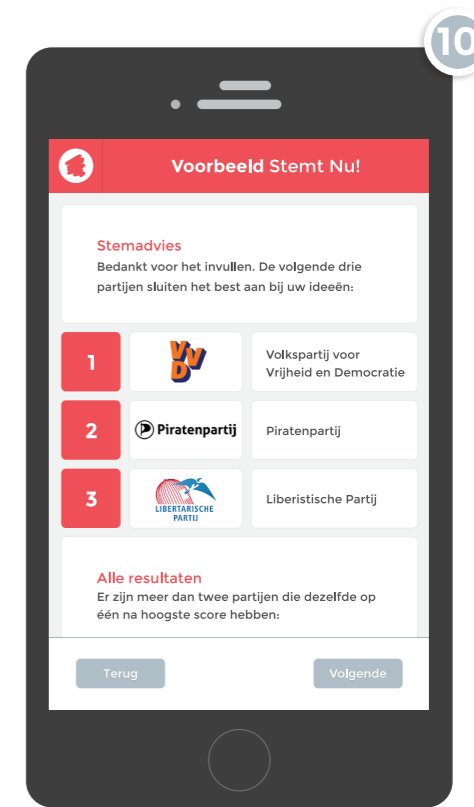 10
Voorbeeld Stemt Nu!
Stemadvies
Bedankt voor het invullen. De volgende drie
partijen sluiten het best aan bij uw ideeën:
1
VVD
Volkspartij voor
Vrijheid en Democratie
2
Piratenpartij
Piratenpartij
3
LIBERTARISCHE
PARTIJ
Liberistische Partij
Alle resultaten
Er zijn meer dan twee partijen die dezelfde op
één na hoogste score hebben:
Terug
Volgende